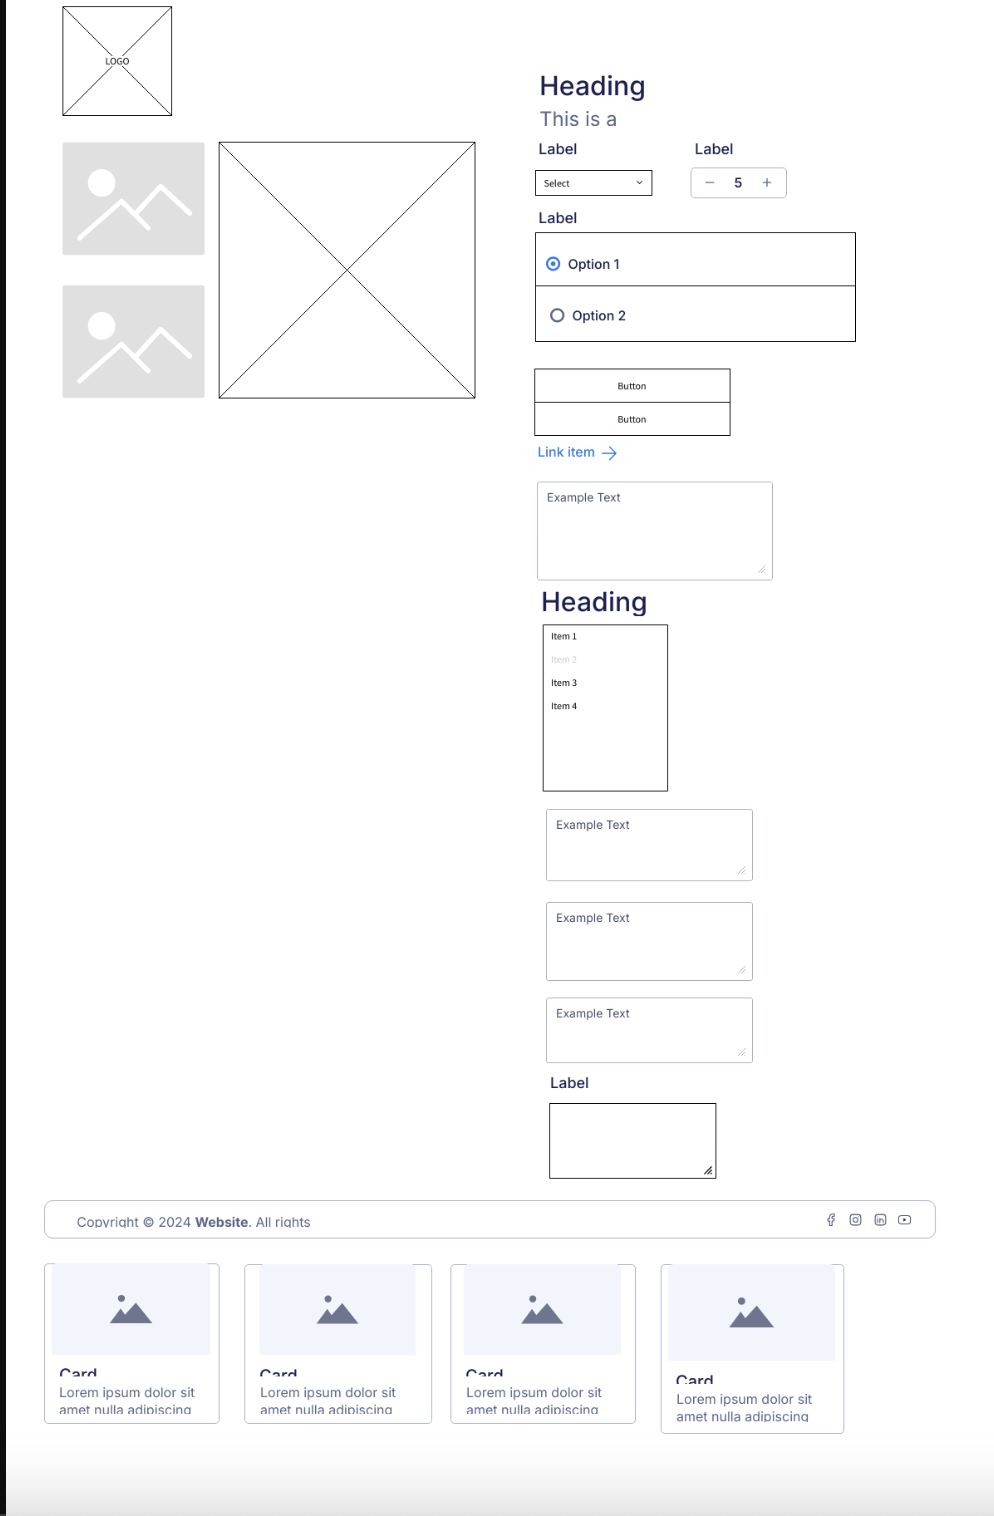 LOGO
Heading
This is a
Label
Label
Select
5
Label
Option 1
Option 2
Button
Button
Link item
Example Text
Heading
Item 1
Item 2
Item 3
Item 4
Example Text
Example Text
Example Text
Label
Copyright © 2024 Website. All rights
Card
Lorem ipsum dolor sit
amet nulla adipiscing
Card
Lorem ipsum dolor sit
amet nulla adipiscing
Card
Lorem ipsum dolor sit
amet nulla adipiscing
Card
Lorem ipsum dolor sit
amet nulla adipiscing